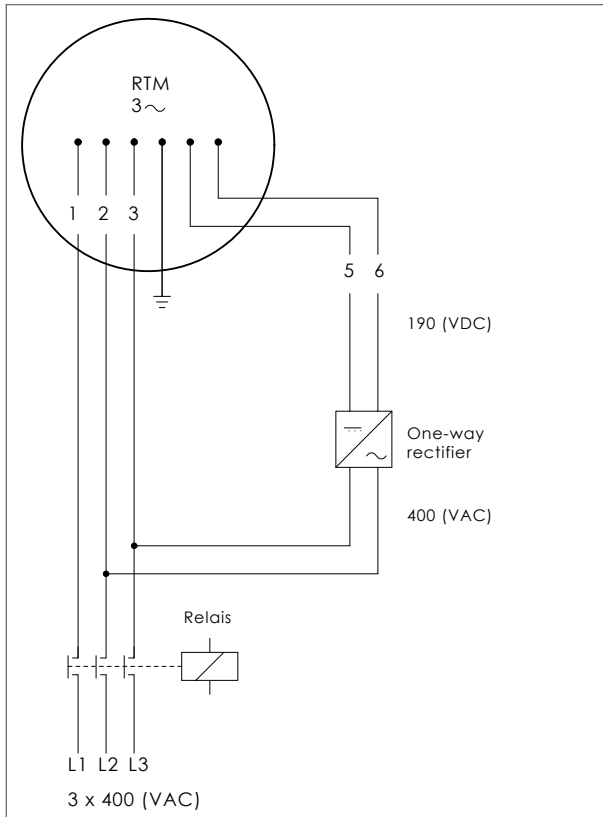 RTM
3～
1 2 3
5 6
190 (VDC)
One-way
rectifier
400 (VAC)
Relais
L1 L2 L3
3 x 400 (VAC)